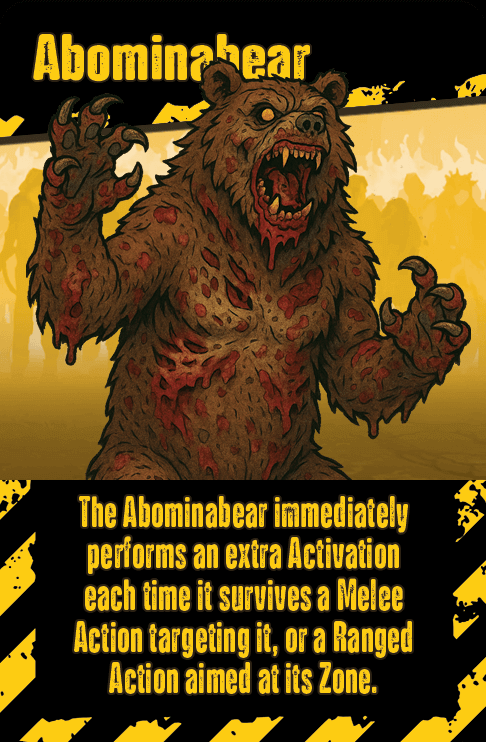 Abominabear
The Abominabear immediately
performs an extra Activation
each time it survives a Melee
Action targeting it, or a Ranged
Action aimed at its Zone.